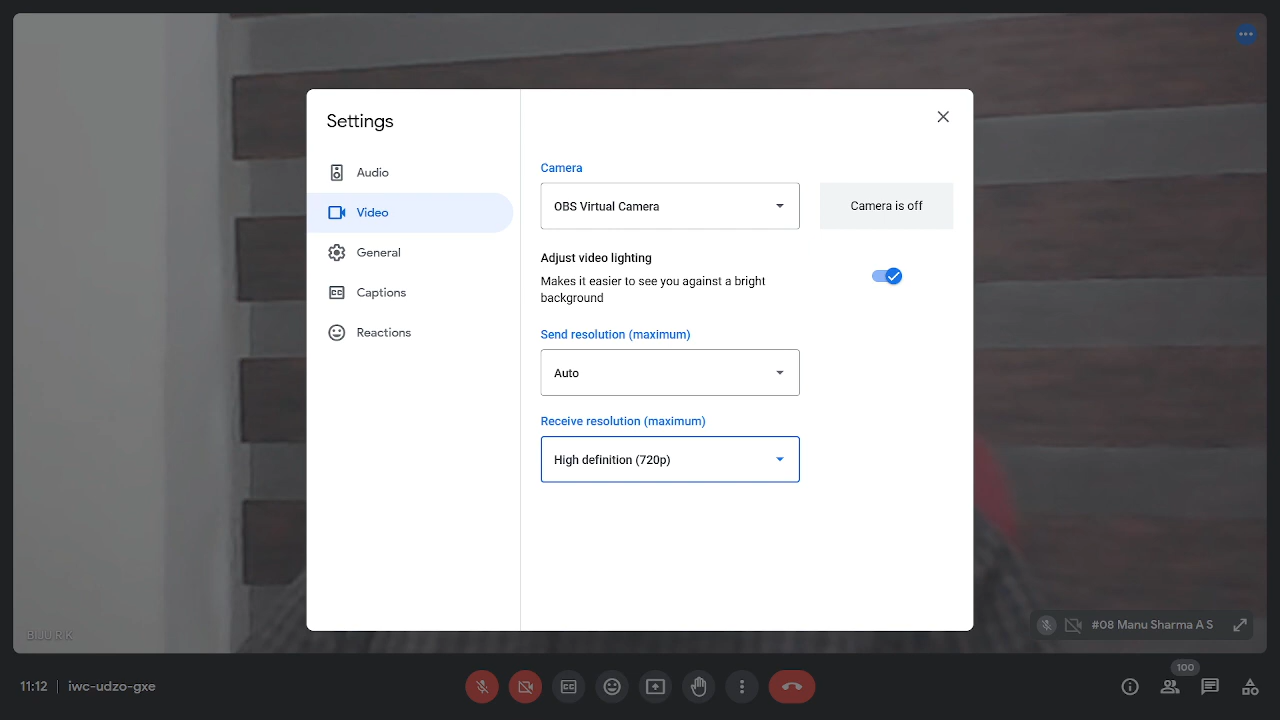 Settings
Audio
Video
General
Captions
Reactions
Camera
OBS Virtual Camera
Camera is off
Adjust video lighting
Makes it easier to see you against a bright
background
Send resolution (maximum)
Auto
Receive resolution (maximum)
High definition (720p)
BIJU R K
#08 Manu Sharma A S
11:12 | iwc-udzo-gxe
CC
100